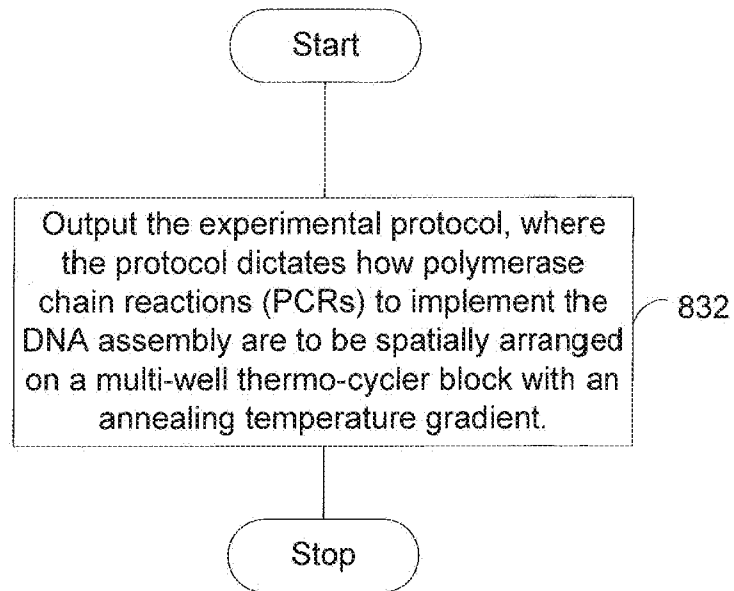 Start
Output the experimental protocol, where
the protocol dictates how polymerase
chain reactions (PCRs) to implement the
DNA assembly are to be spatially arranged
on a multi-well thermo-cycler block with an
annealing temperature gradient.
832
Stop